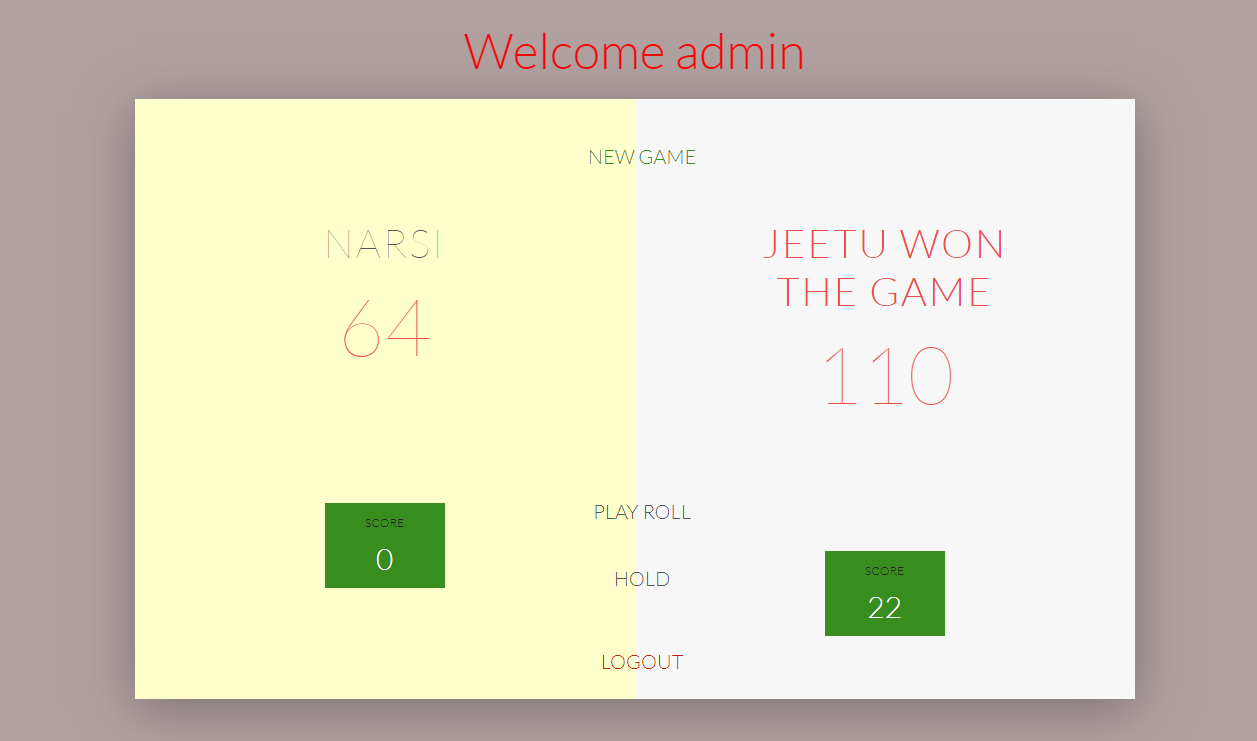 Welcome admin
NEW GAME
NARSI
64
JEETU WON
THE GAME
110
PLAY ROLL
SCORE
0
HOLD
SCORE
22
LOGOUT